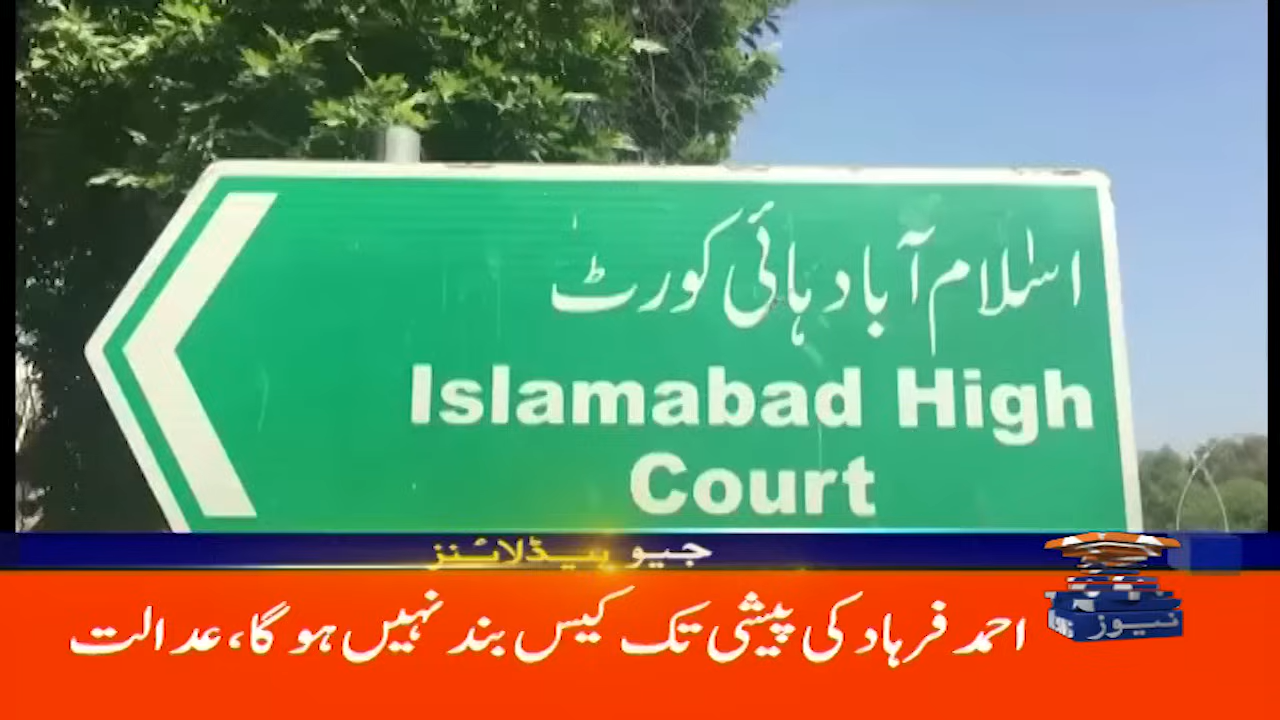 اسلام آباد ہائی کورٹ
Islamabad High
Court
جیو ہیڈلائنز
احمد فرہاد کی پیشی تک کیس بند نہیں ہو گا، عدالت
نیوز